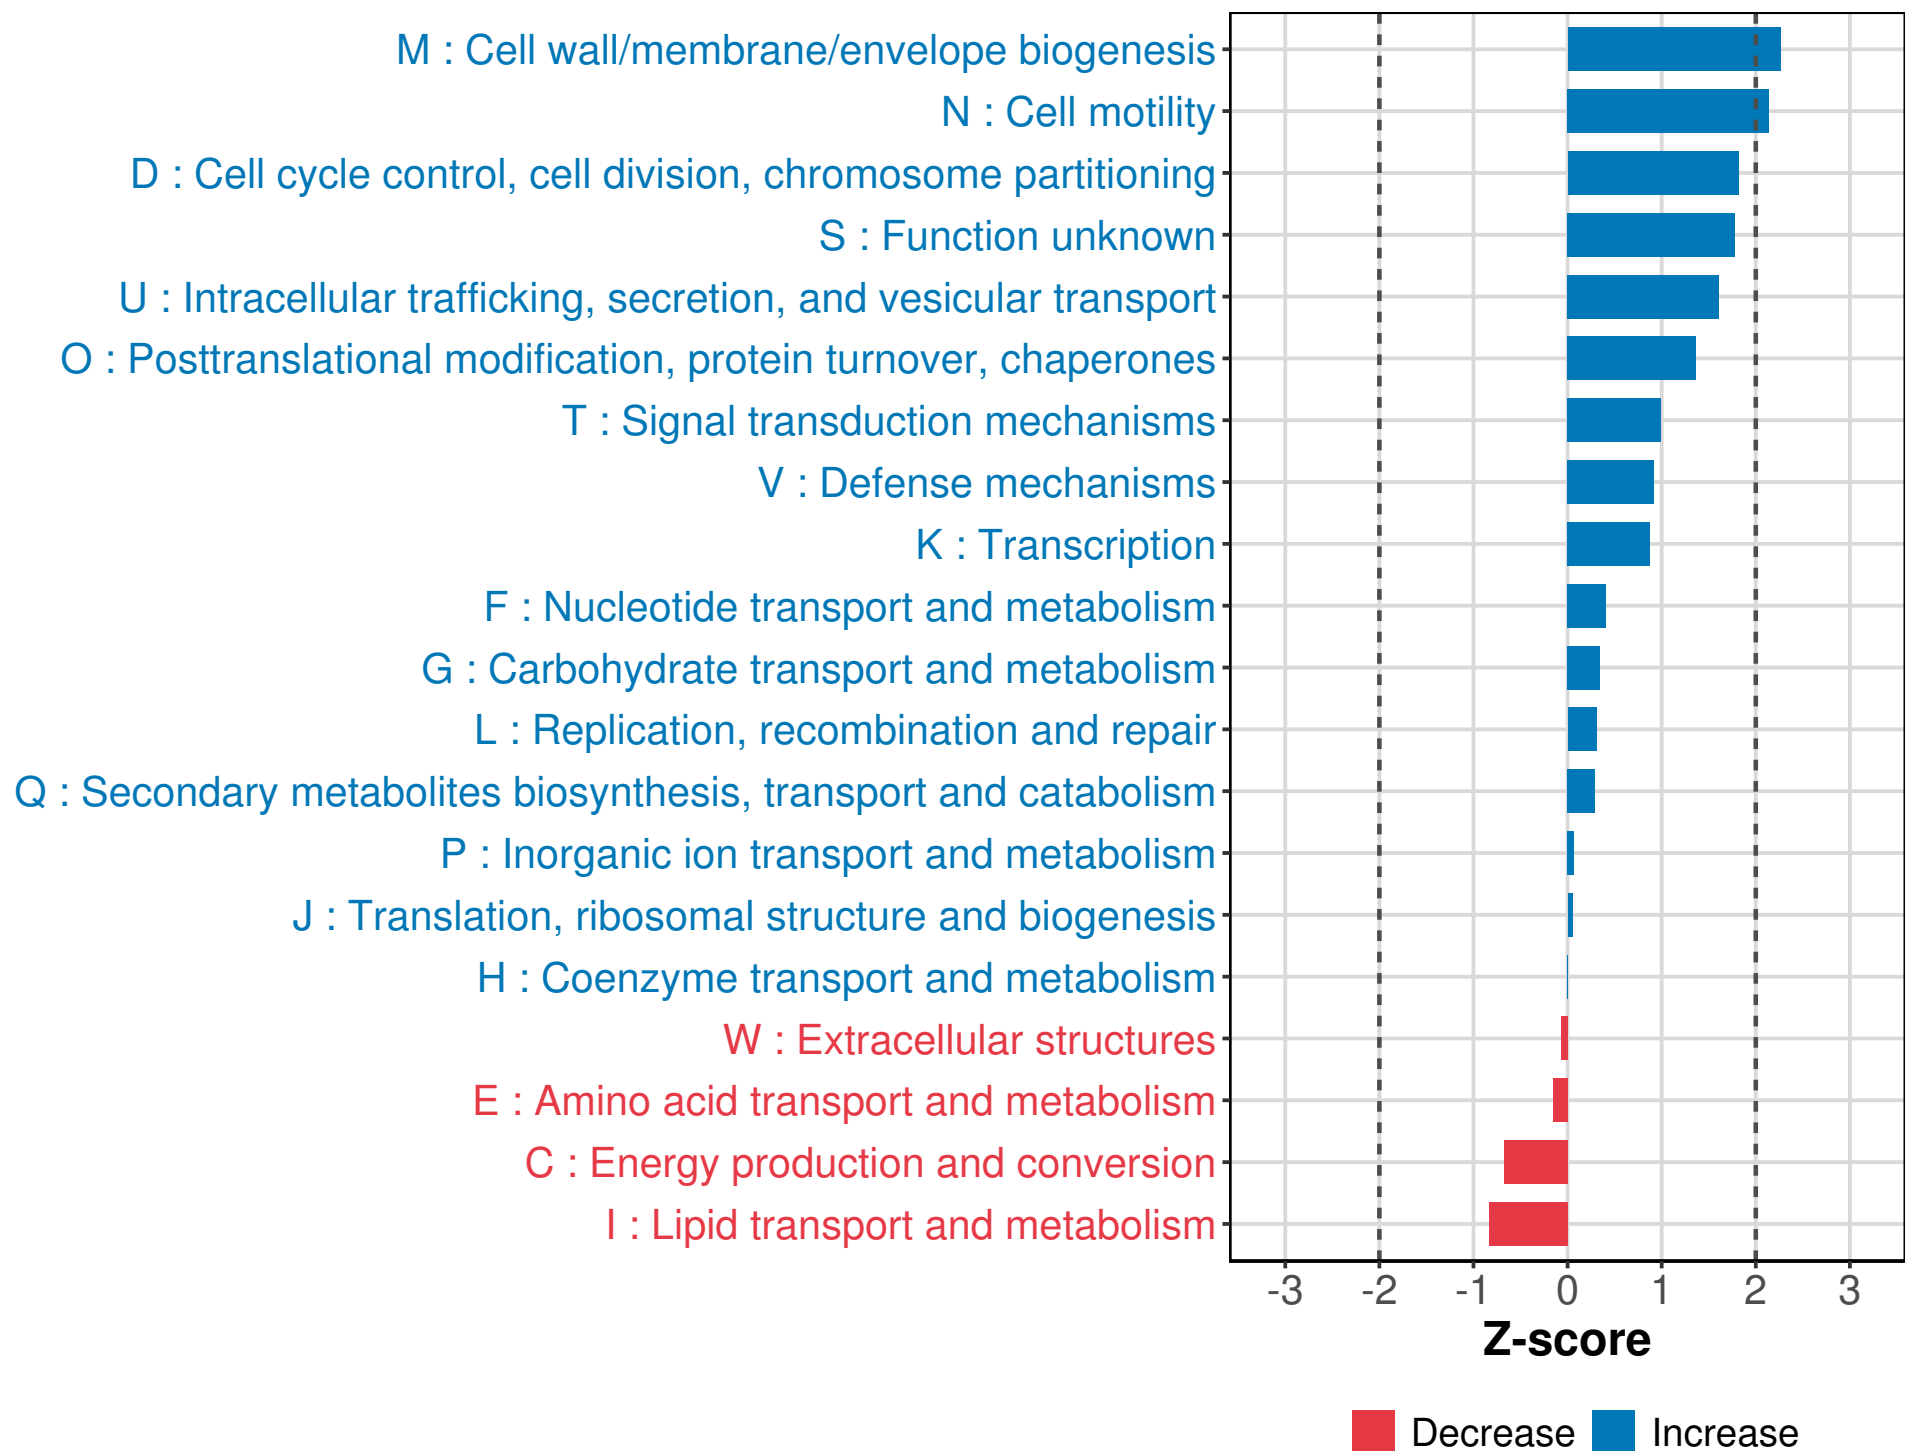 M : Cell wall/membrane/envelope biogenesis
N : Cell motility
D : Cell cycle control, cell division, chromosome partitioning
S : Function unknown
U : Intracellular trafficking, secretion, and vesicular transport
O : Posttranslational modification, protein turnover, chaperones
T : Signal transduction mechanisms
V : Defense mechanisms
K : Transcription
F : Nucleotide transport and metabolism
G : Carbohydrate transport and metabolism
L : Replication, recombination and repair
Q : Secondary metabolites biosynthesis, transport and catabolism
P : Inorganic ion transport and metabolism
J : Translation, ribosomal structure and biogenesis
H : Coenzyme transport and metabolism
W : Extracellular structures
E : Amino acid transport and metabolism
C : Energy production and conversion
I : Lipid transport and metabolism
-3 -2 -1 0 1 2 3
Z-score
Decrease Increase